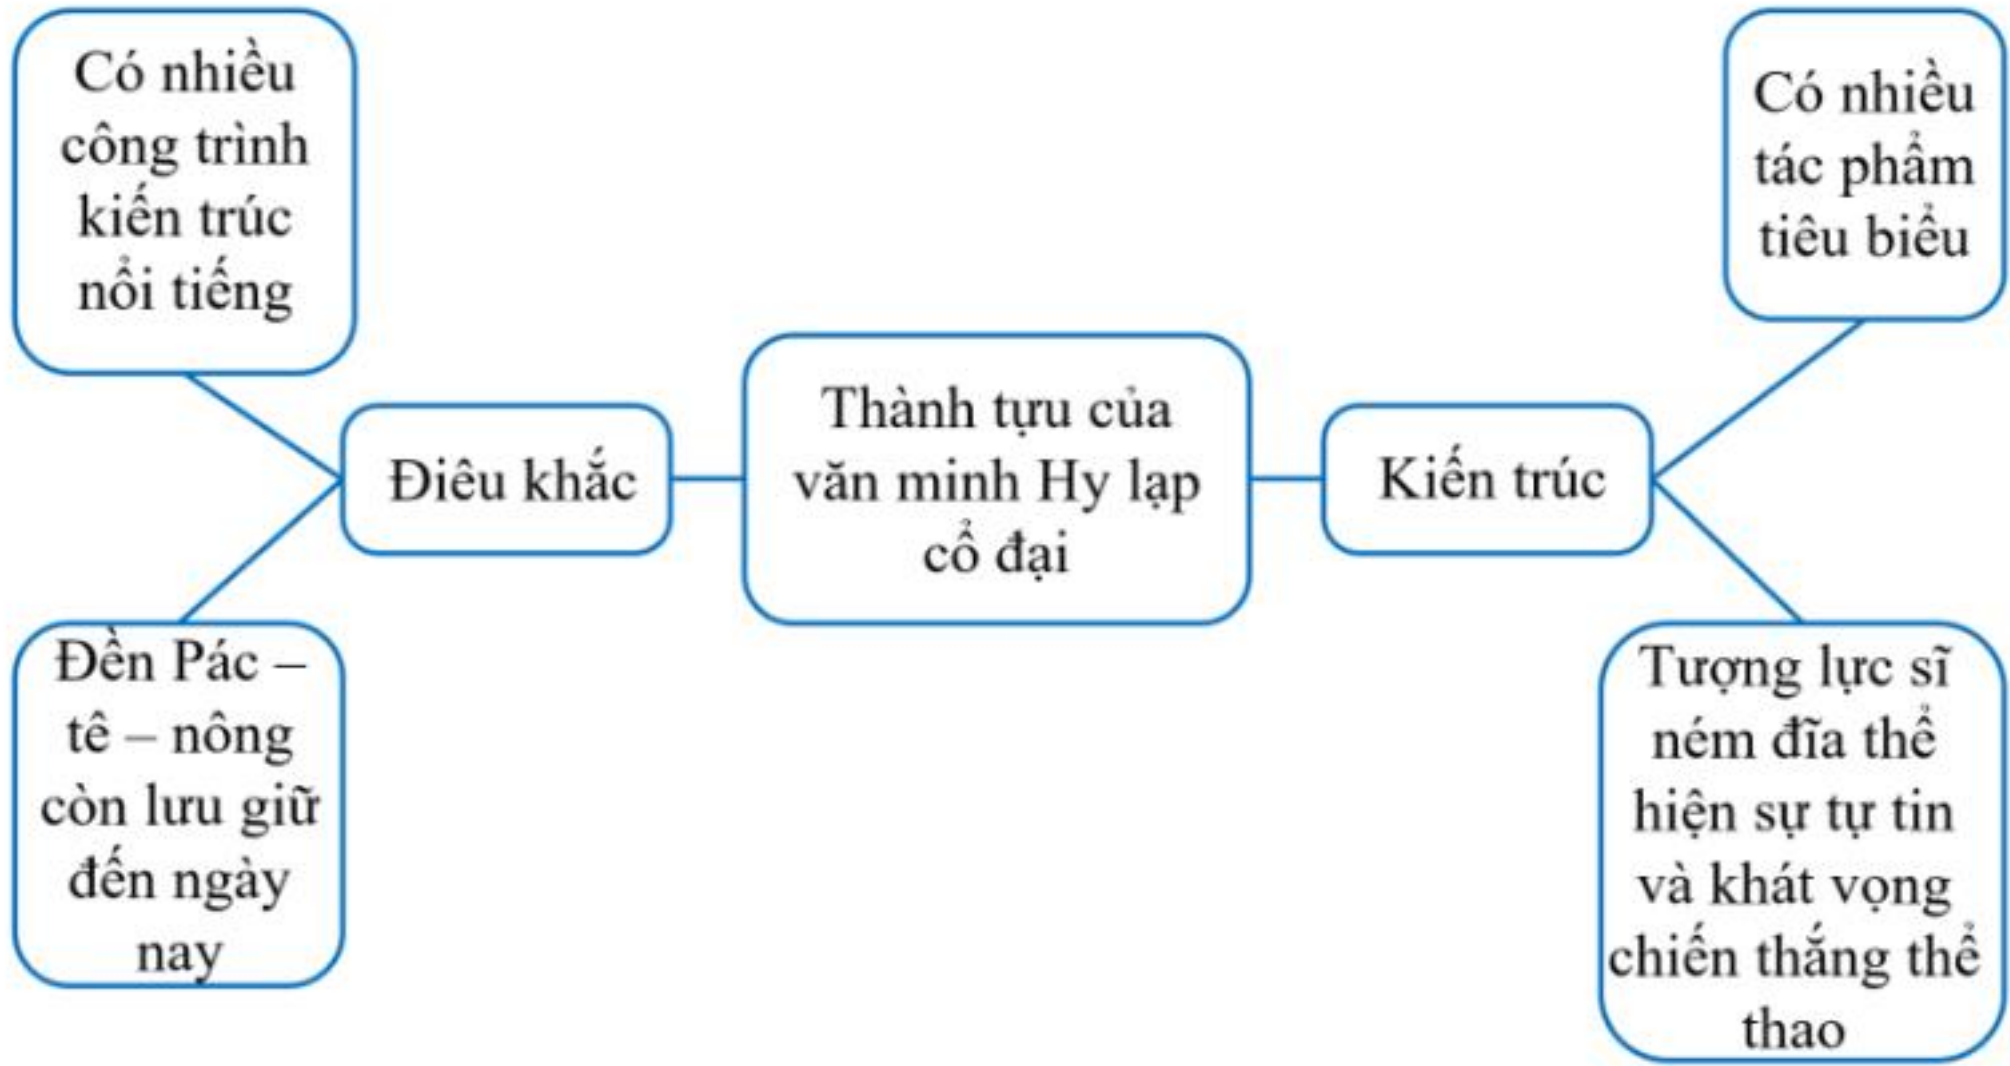 Có nhiều
công trình
kiến trúc
nổi tiếng
Đền Pác –
tê – nông
còn lưu giữ
đến ngày
nay
Điêu khắc
Thành tựu của
văn minh Hy lạp
cổ đại
Kiến trúc
Có nhiều
tác phẩm
tiêu biểu
Tượng lực sĩ
ném đĩa thể
hiện sự tự tin
và khát vọng
chiến thắng thể
thao